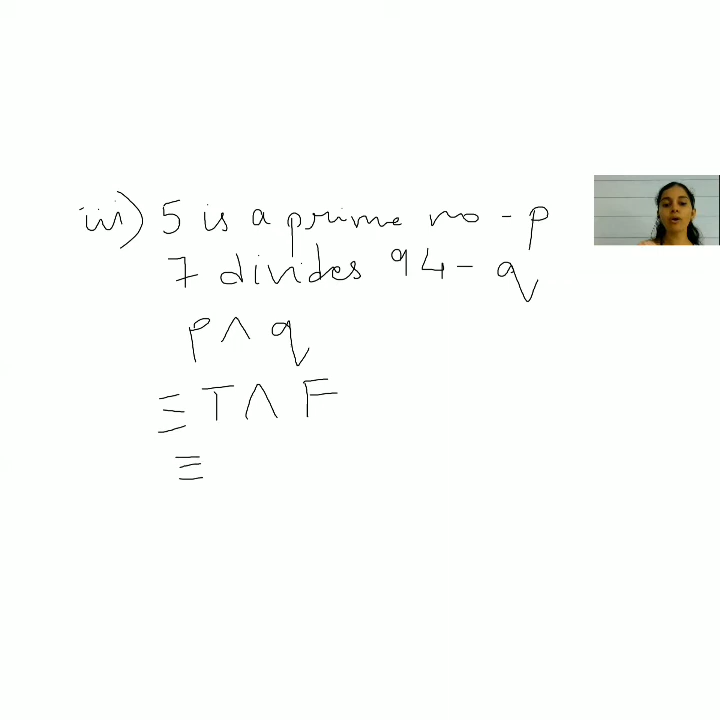 iii) 5 is a prime no - p
7 divides 94 - q
p ∧ q
≡ T ∧ F
≡